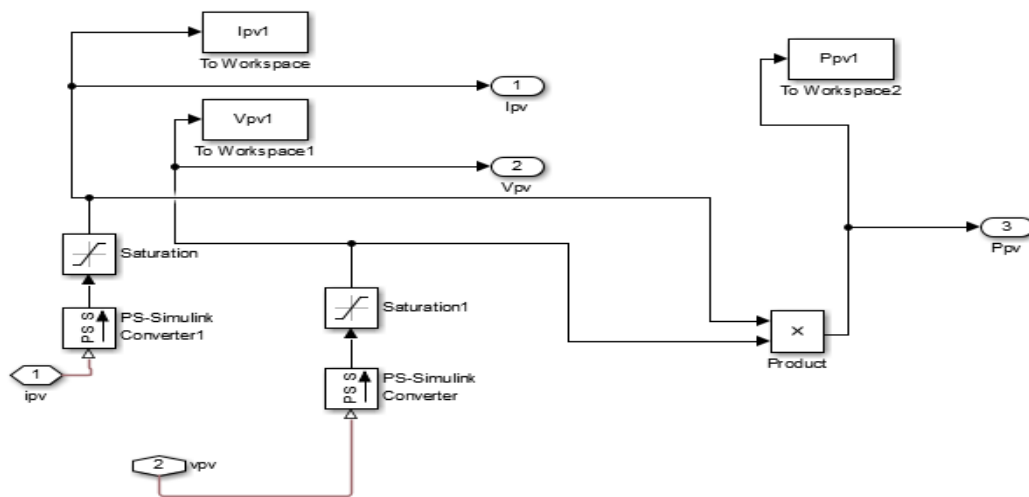 Ipv1
To Workspace
1
Ipv
Vpv1
To Workspace1
2
Vpv
Ppv1
To Workspace2
3
Ppv
Saturation
PS S
PS-Simulink
Converter1
1
ipv
Saturation1
PS S
PS-Simulink
Converter
2
vpv
×
Product